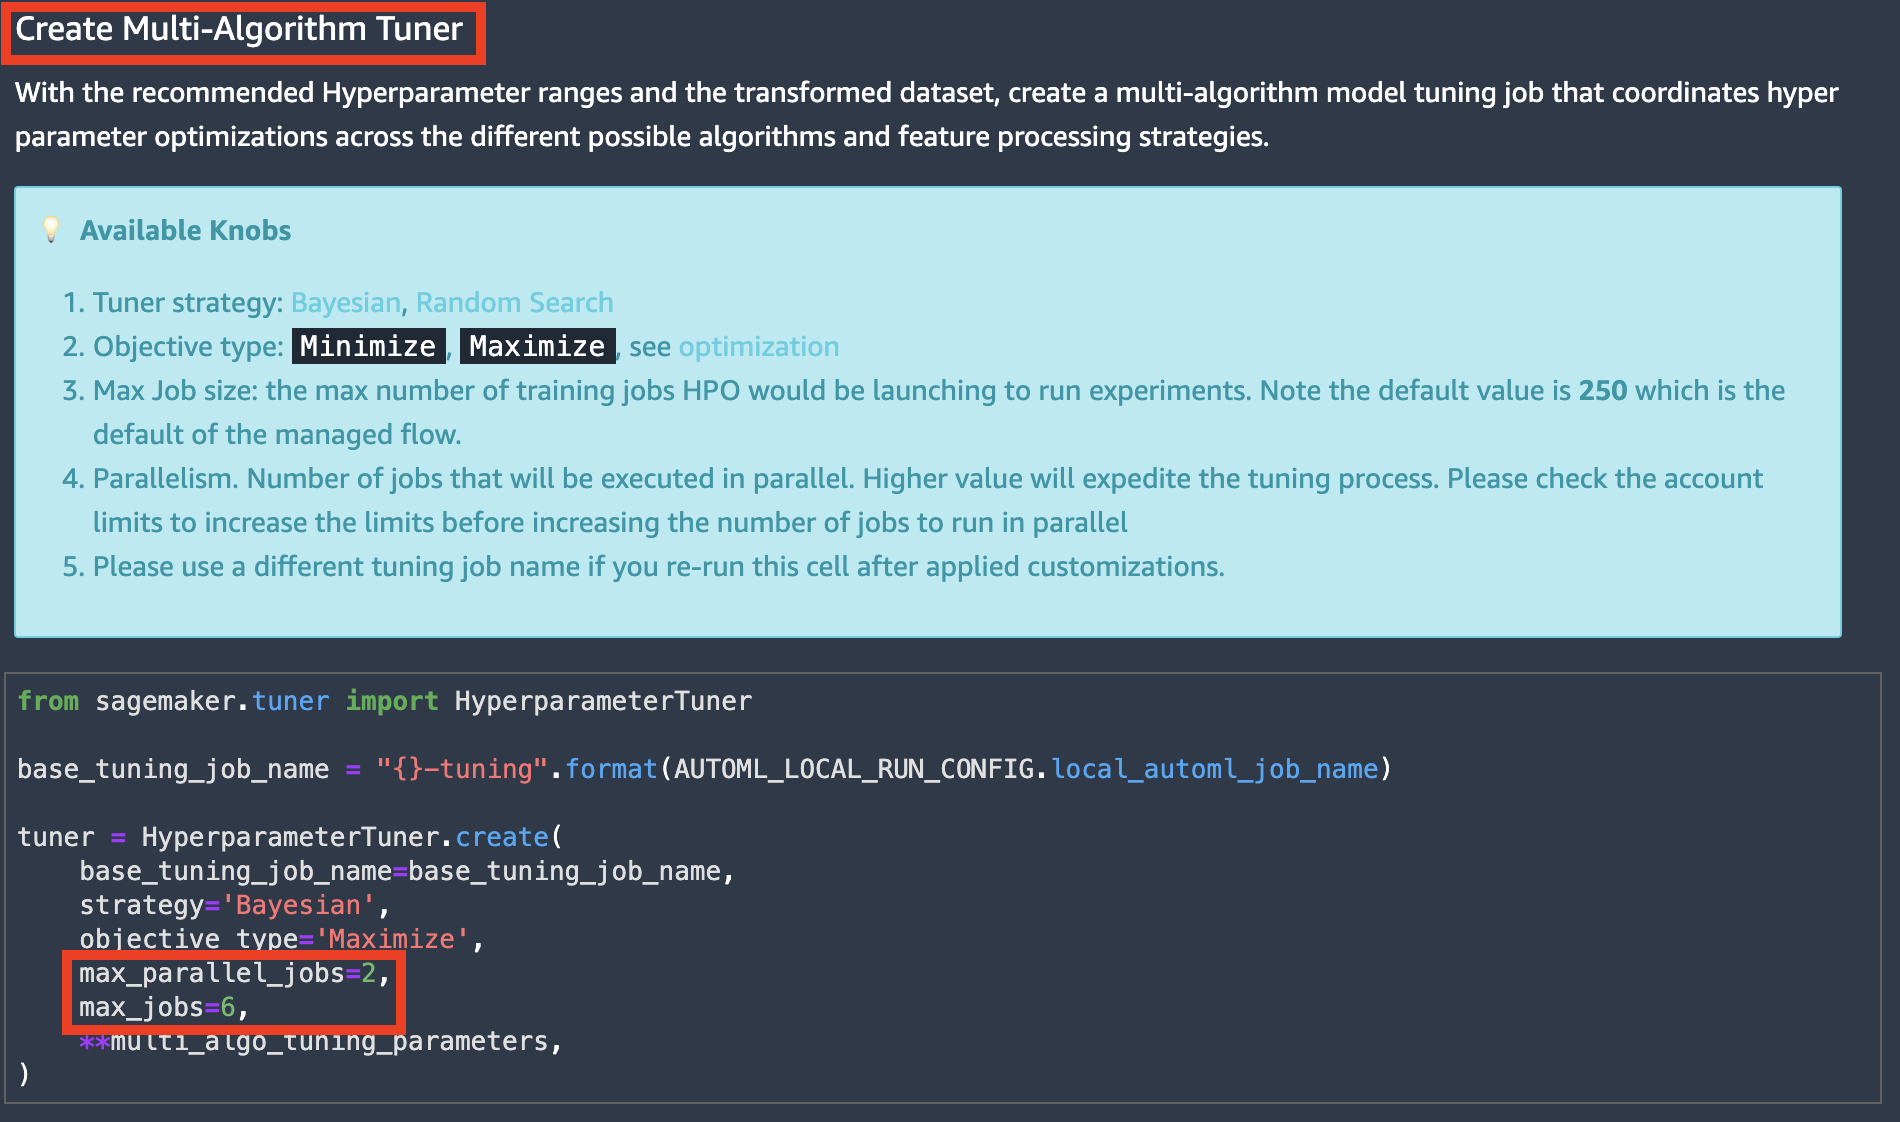 Create Multi-Algorithm Tuner
With the recommended Hyperparameter ranges and the transformed dataset, create a multi-algorithm model tuning job that coordinates hyper
parameter optimizations across the different possible algorithms and feature processing strategies.
Available Knobs
1. Tuner strategy: Bayesian, Random Search
2. Objective type: Minimize, Maximize, see optimization
3. Max Job size: the max number of training jobs HPO would be launching to run experiments. Note the default value is 250 which is the
default of the managed flow.
4. Parallelism. Number of jobs that will be executed in parallel. Higher value will expedite the tuning process. Please check the account
limits to increase the limits before increasing the number of jobs to run in parallel
5. Please use a different tuning job name if you re-run this cell after applied customizations.
from sagemaker.tuner import HyperparameterTuner
base_tuning_job_name = "{}-tuning".format(AUTOML_LOCAL_RUN_CONFIG.local_automl_job_name)
tuner = HyperparameterTuner.create(
    base_tuning_job_name=base_tuning_job_name,
    strategy='Bayesian',
    objective_type='Maximize',
    max_parallel_jobs=2,
    max_jobs=6,
    **multi_algo_tuning_parameters,
)